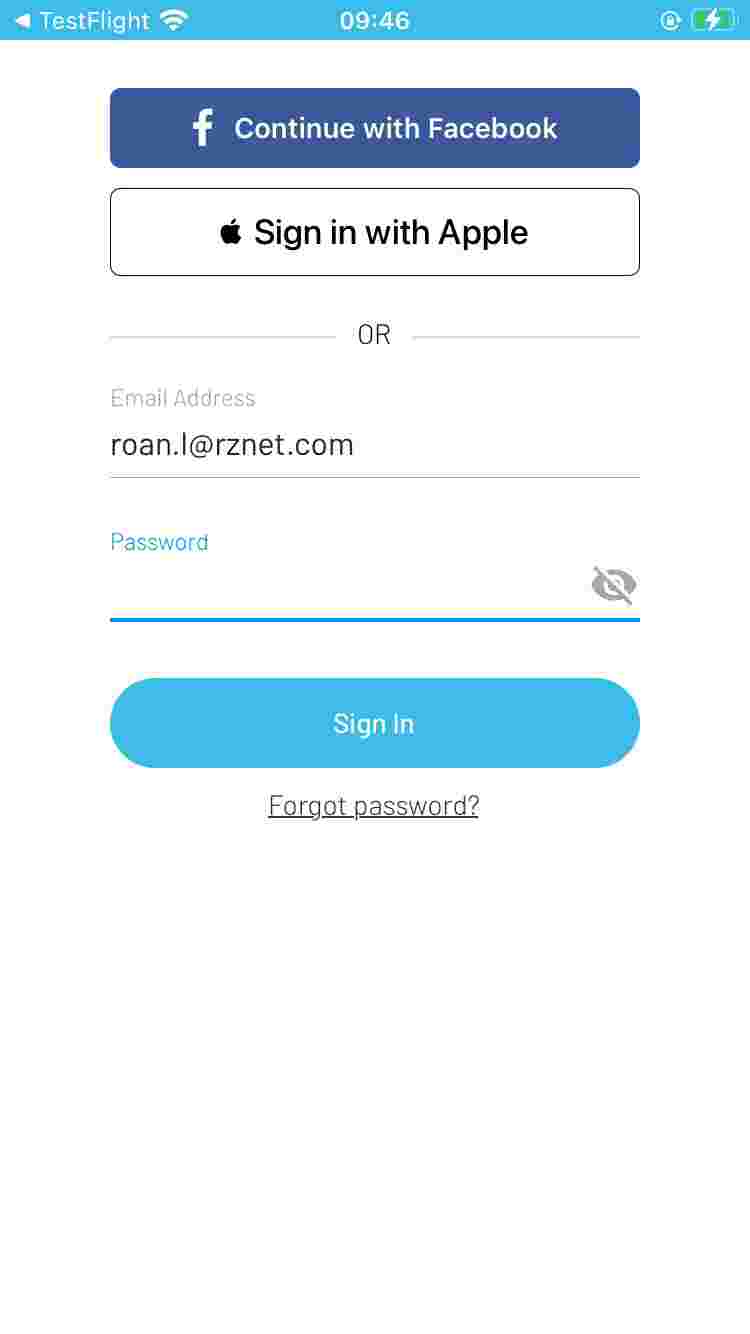 TestFlight 09:46
Continue with Facebook
Sign in with Apple
OR
Email Address
roan.l@rznet.com
Password
Sign In
Forgot password?